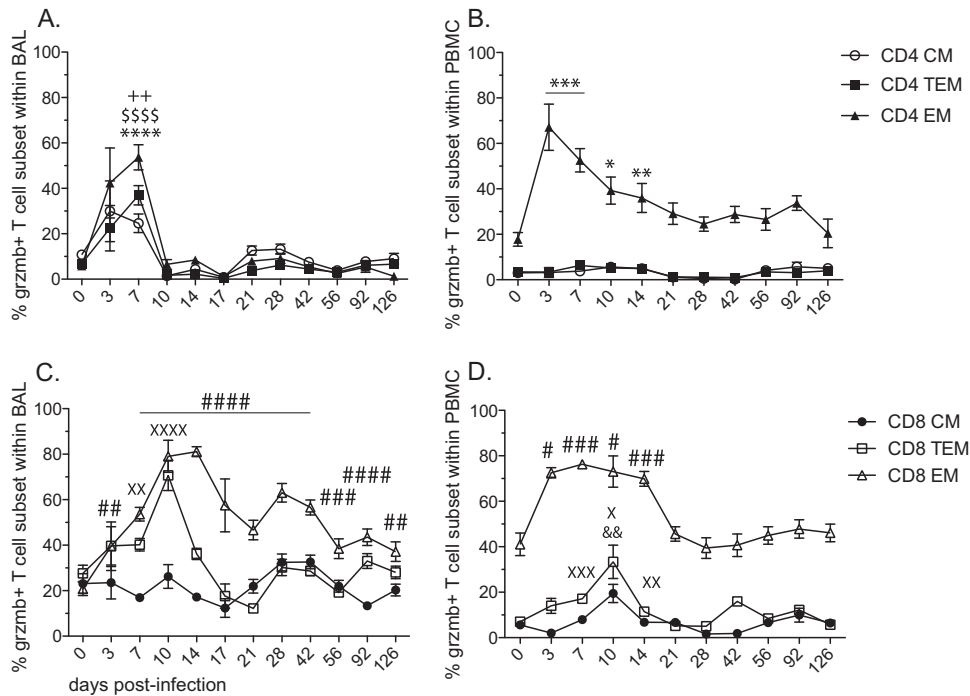 A.
% grzmb+ T cell subset within BAL
100
80
60
40
20
0
++
$$$$
****
0 3 7 10 14 17 21 28 42 56 92 126
B.
% grzmb+ T cell subset within PBMC
100
80
60
40
20
0
***
*
**
0 3 7 10 14 21 28 42 56 92 126
CD4 CM
CD4 TEM
CD4 EM
C.
% grzmb+ T cell subset within BAL
100
80
60
40
20
0
####
xxxx
xx
##
####
###
##
0 3 7 10 14 17 21 28 42 56 92 126
days post-infection
D.
% grzmb+ T cell subset within PBMC
100
80
60
40
20
0
#
###
#
###
x
&&
xxx
xx
0 3 7 10 14 21 28 42 56 92 126
CD8 CM
CD8 TEM
CD8 EM